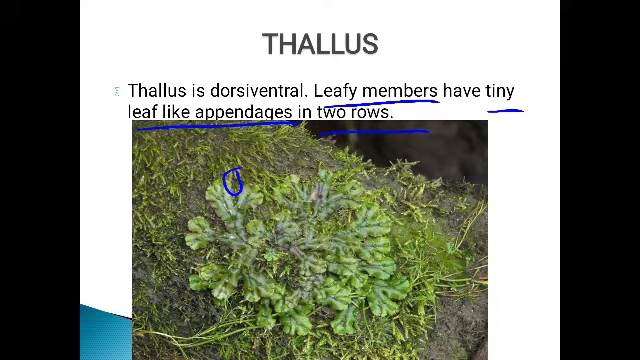 THALLUS
Thallus is dorsiventral. Leafy members have tiny
leaf like appendages in two rows.